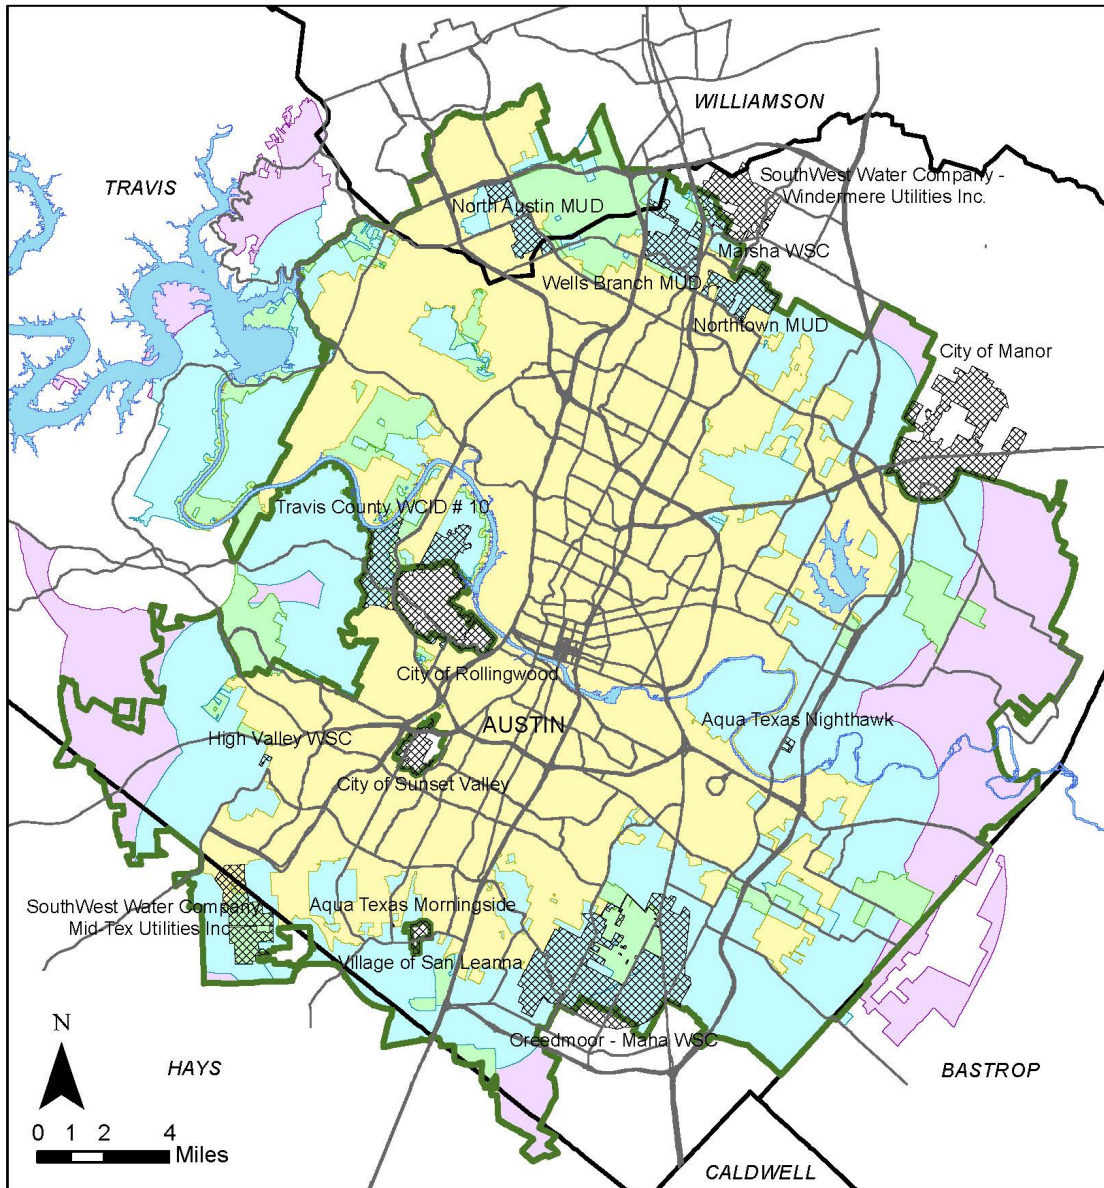 WILLIAMSON
TRAVIS
SouthWest Water Company -
Windermere Utilities Inc.
North Austin MUD
Marsha WSC
Wells Branch MUD
Northtown MUD
City of Manor
Travis County WCID # 10
City of Rollingwood
AUSTIN
Aqua Texas Nighthawk
High Valley WSC
City of Sunset Valley
SouthWest Water Company
Mid-Tex Utilities Inc
Aqua Texas Morningside
Village of San Leanna
Creedmoor - Maha WSC
N
HAYS
BASTROP
0 1 2 4
Miles
CALDWELL